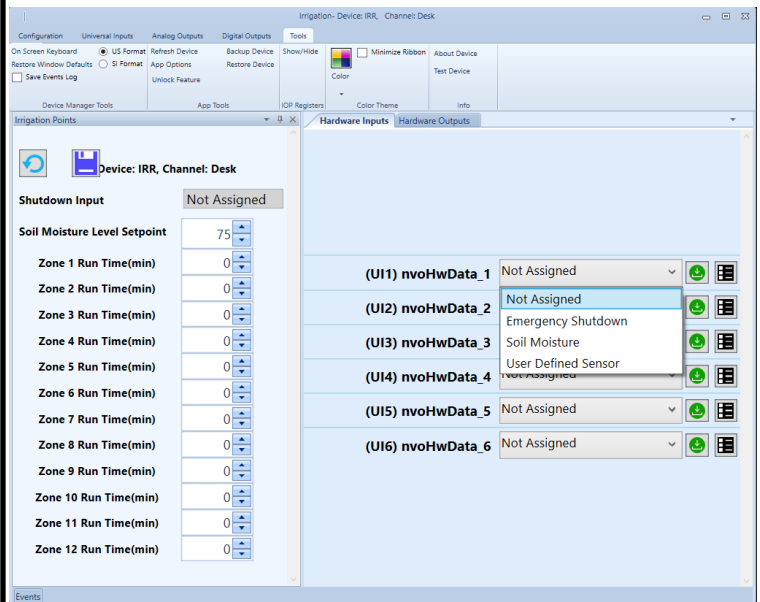 Irrigation- Device: IRR, Channel: Desk
Configuration Universal Inputs Analog Outputs Digital Outputs Tools
On Screen Keyboard US Format Refresh Device Backup Device Show/Hide Minimize Ribbon About Device
Restore Window Defaults SI Format App Options Restore Device Test Device
Save Events Log Unlock Feature Color
Device Manager Tools App Tools IOP Registers Color Theme Info
Irrigation Points
Hardware Inputs Hardware Outputs
Device: IRR, Channel: Desk
Shutdown Input Not Assigned
Soil Moisture Level Setpoint 75
Zone 1 Run Time(min) 0
Zone 2 Run Time(min) 0
Zone 3 Run Time(min) 0
Zone 4 Run Time(min) 0
Zone 5 Run Time(min) 0
Zone 6 Run Time(min) 0
Zone 7 Run Time(min) 0
Zone 8 Run Time(min) 0
Zone 9 Run Time(min) 0
Zone 10 Run Time(min) 0
Zone 11 Run Time(min) 0
Zone 12 Run Time(min) 0
(UI1) nvoHwData_1 Not Assigned
Not Assigned
(UI2) nvoHwData_2
Emergency Shutdown
(UI3) nvoHwData_3 Soil Moisture
User Defined Sensor
(UI4) nvoHwData_4 Not Assigned
(UI5) nvoHwData_5 Not Assigned
(UI6) nvoHwData_6 Not Assigned
Events